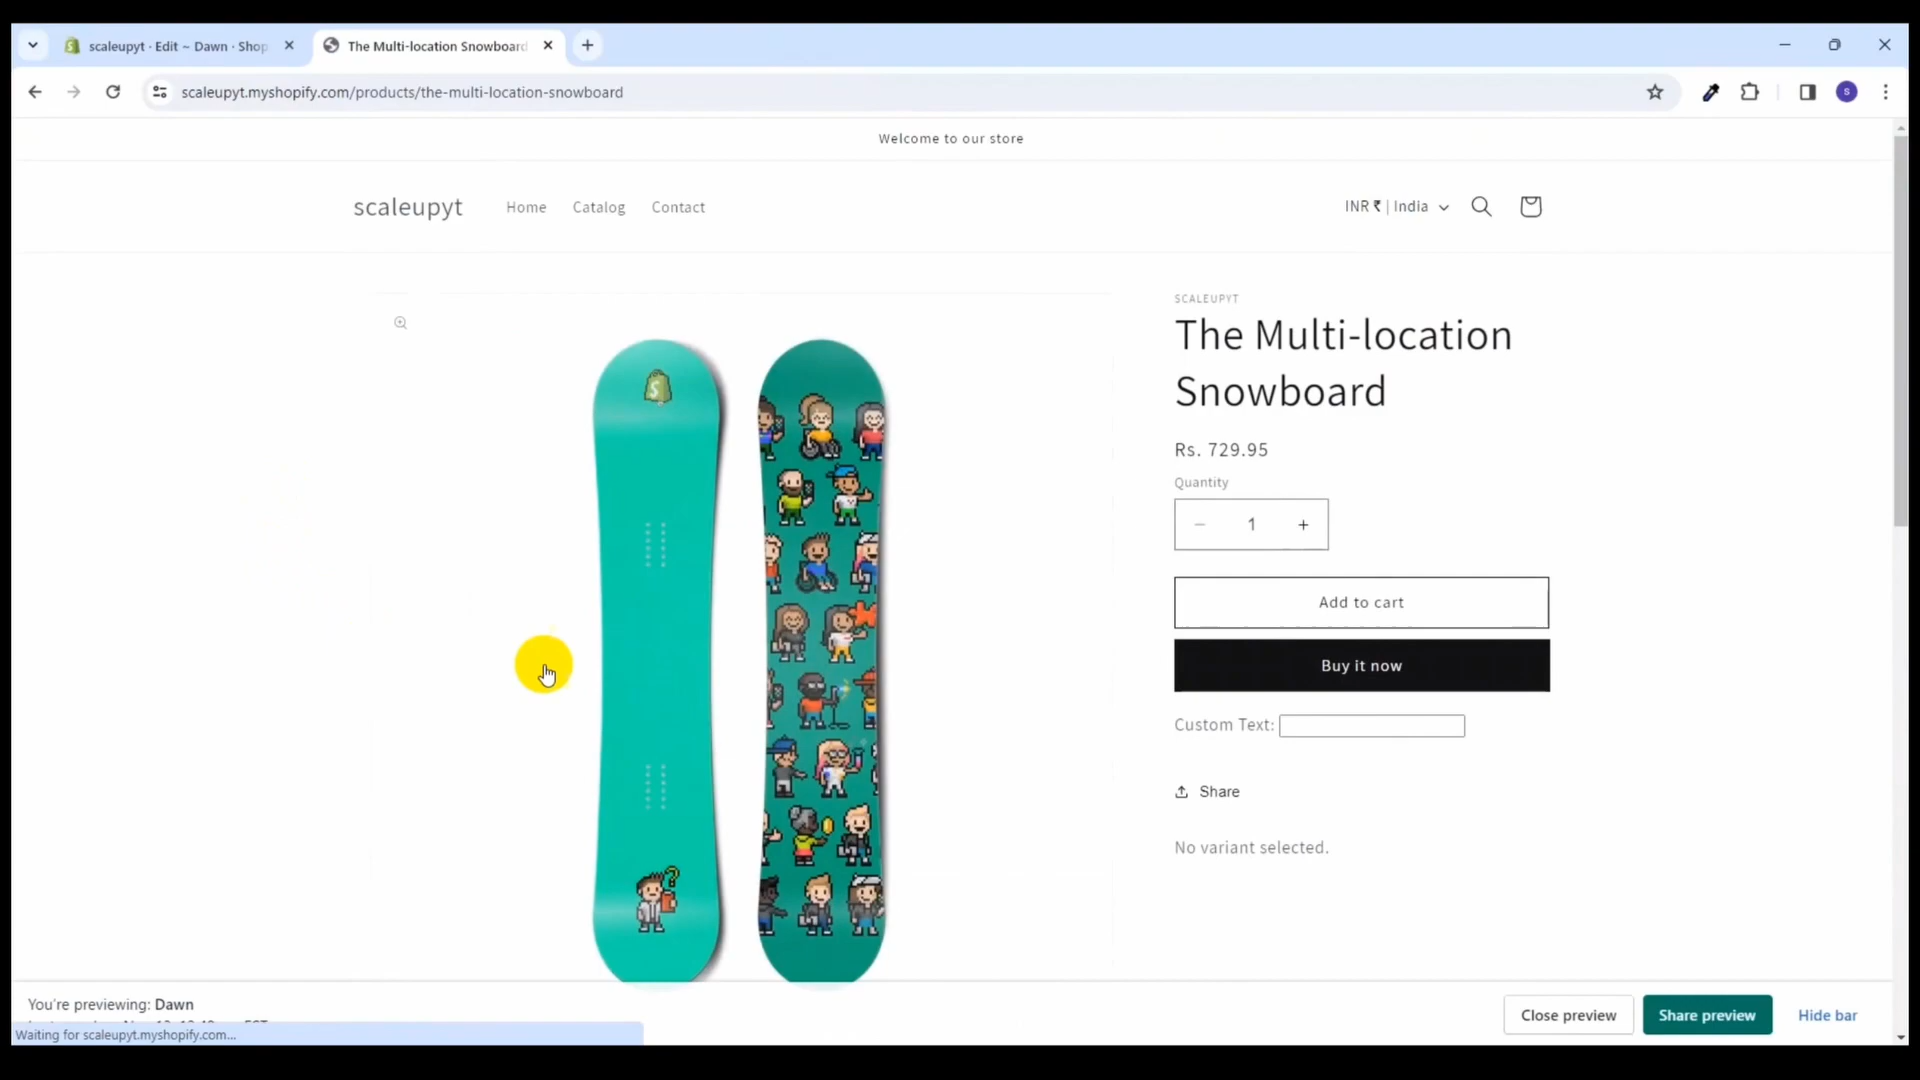 scaleupyt · Edit ~ Dawn · Shop
The Multi-location Snowboard
scaleupyt.myshopify.com/products/the-multi-location-snowboard
S
Welcome to our store
scaleupyt
Home
Catalog
Contact
INR ₹ | India
SCALEUPYT
The Multi-location
Snowboard
Rs. 729.95
Quantity
− 1 +
Add to cart
Buy it now
Custom Text:
Share
No variant selected.
You're previewing: Dawn
Waiting for scaleupyt.myshopify.com...
Close preview
Share preview
Hide bar